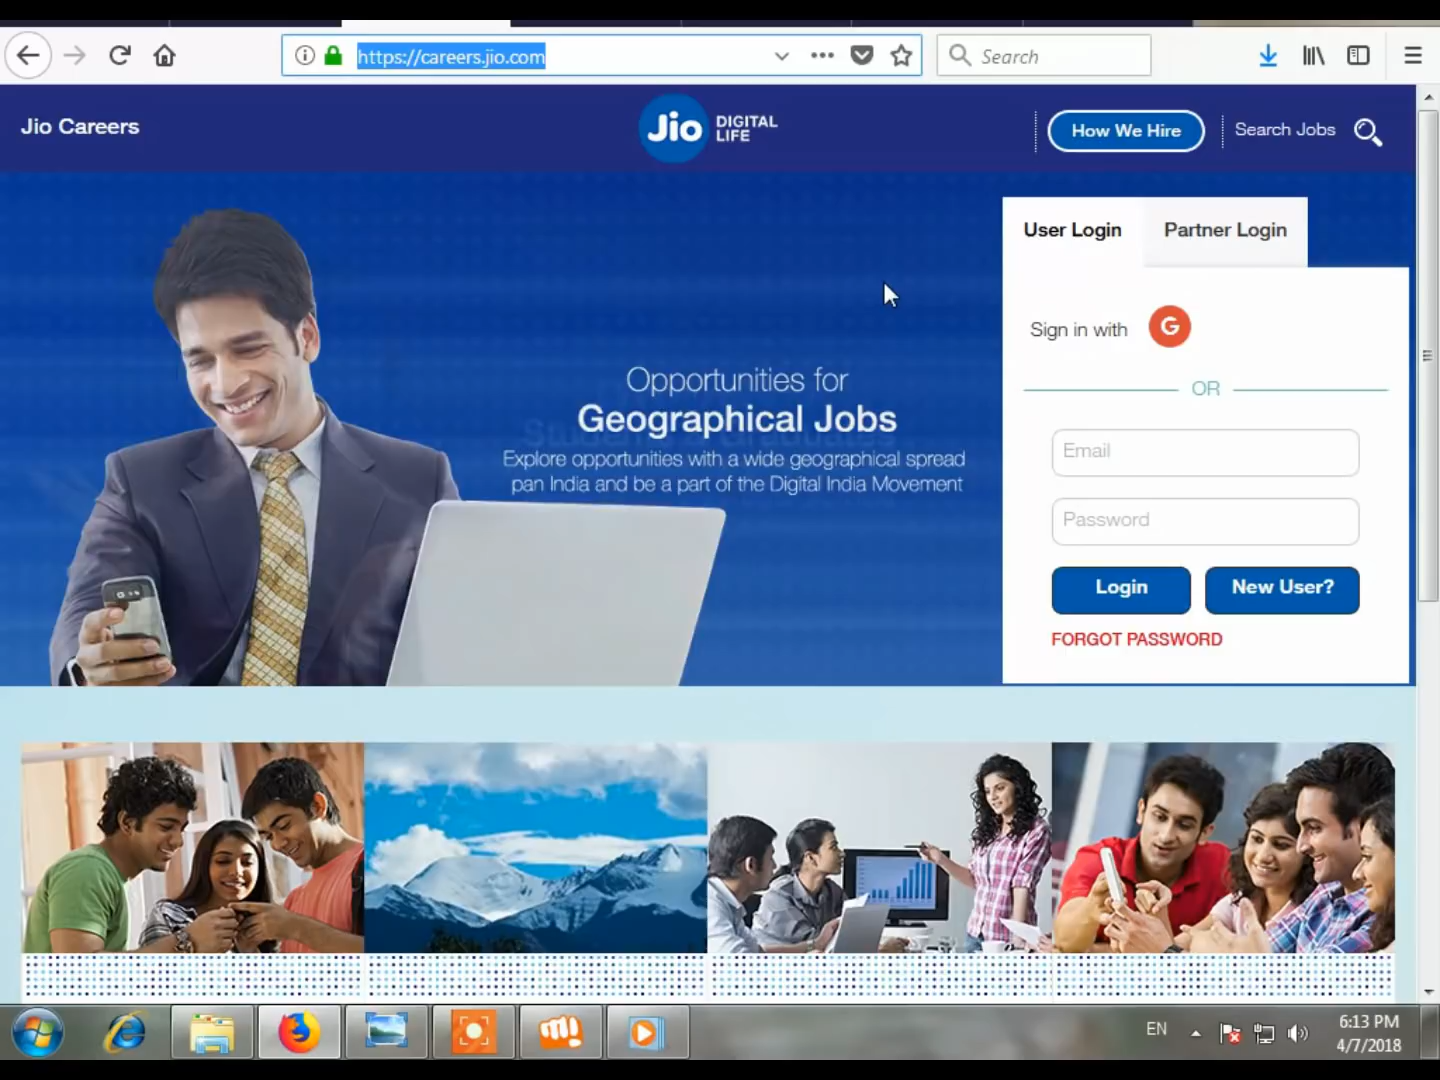 https://careers.jio.com
Search
Jio Careers
Jio DIGITAL LIFE
How We Hire
Search Jobs
User Login
Partner Login
Sign in with G
OR
Opportunities for
Geographical Jobs
Explore opportunities with a wide geographical spread
pan India and be a part of the Digital India Movement
Email
Password
Login
New User?
FORGOT PASSWORD
EN
6:13 PM
4/7/2018